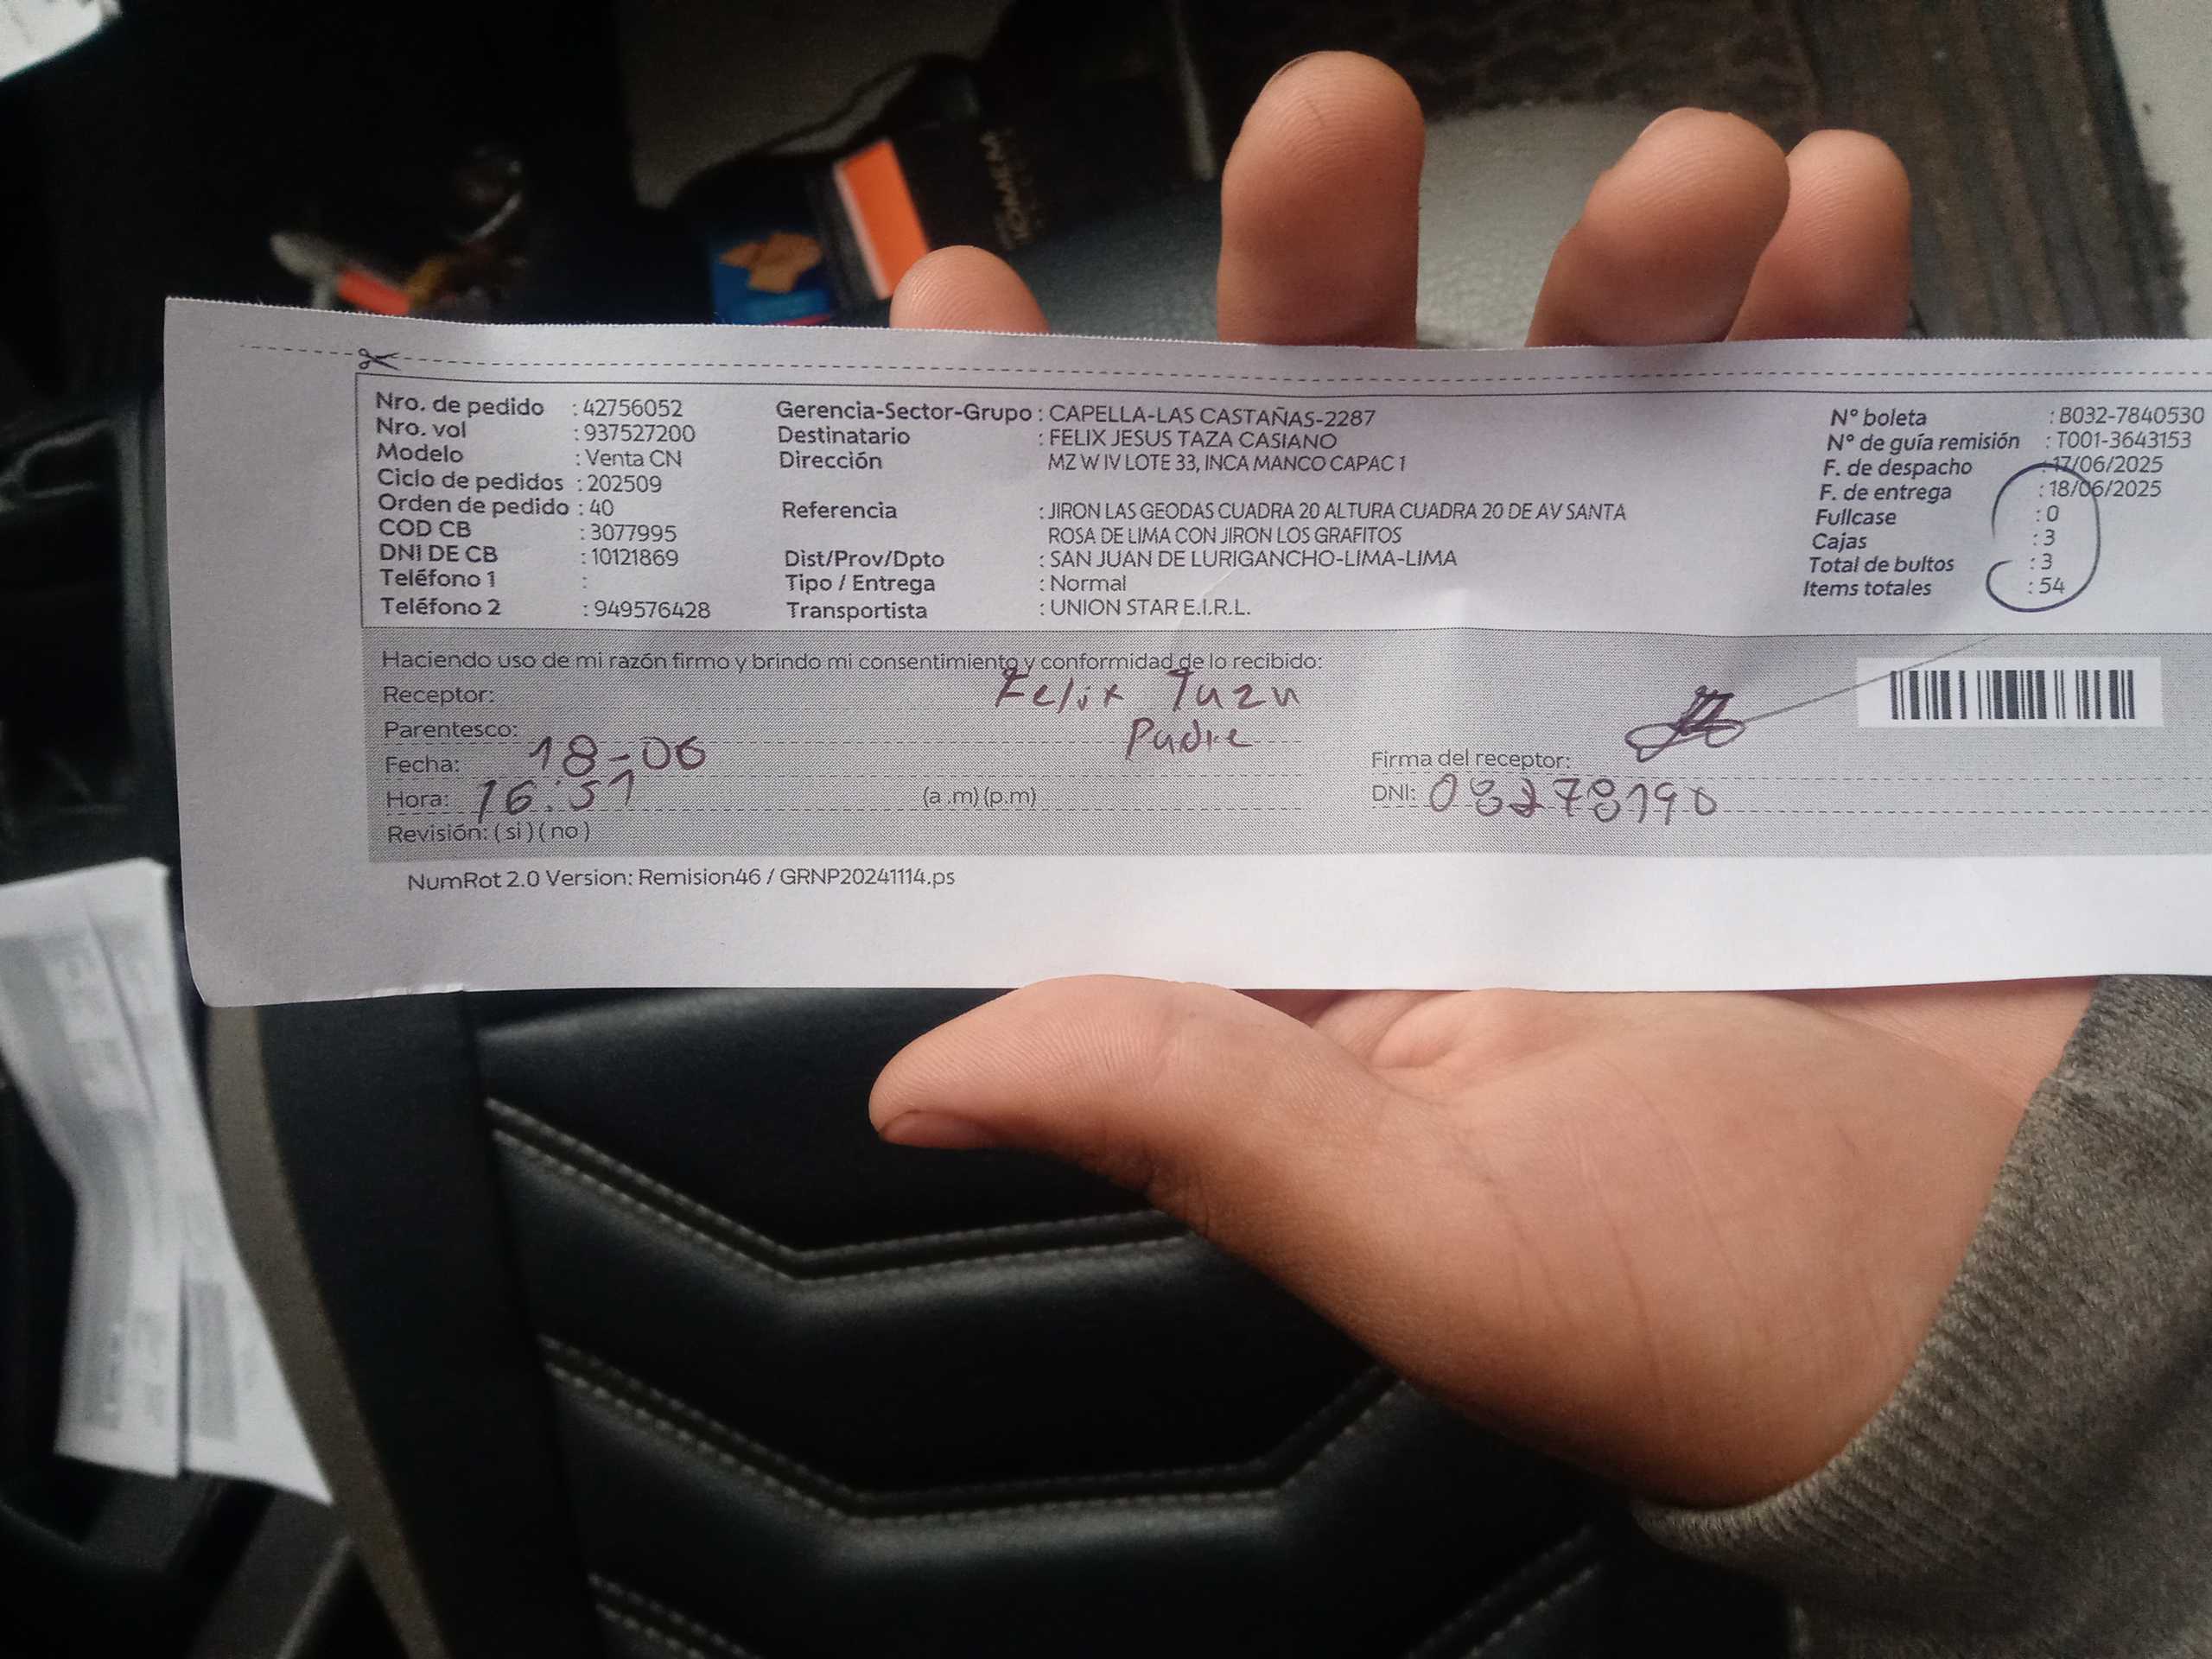 Nro. de pedido : 42756052
Nro. vol : 937527200
Modelo : Venta CN
Ciclo de pedidos : 202509
Orden de pedido : 40
COD CB : 3077995
DNI DE CB : 10121869
Teléfono 1 :
Teléfono 2 : 949576428
Gerencia-Sector-Grupo : CAPELLA-LAS CASTAÑAS-2287
Destinatario : FELIX JESUS TAZA CASIANO
Dirección MZ W IV LOTE 33, INCA MANCO CAPAC 1
Referencia : JIRON LAS GEODAS CUADRA 20 ALTURA CUADRA 20 DE AV SANTA
ROSA DE LIMA CON JIRON LOS GRAFITOS
Dist/Prov/Dpto : SAN JUAN DE LURIGANCHO-LIMA-LIMA
Tipo / Entrega : Normal
Transportista : UNION STAR E.I.R.L.
N° boleta : B032-7840530
N° de guía remisión : T001-3643153
F. de despacho : 17/06/2025
F. de entrega : 18/06/2025
Fullcase : 0
Cajas : 3
Total de bultos : 3
Items totales : 54
Haciendo uso de mi razón firmo y brindo mi consentimiento y conformidad de lo recibido:
Receptor: Felix Taza
Parentesco: Padre
Fecha: 18-06
Firma del receptor:
Hora: 16:51 (a .m) (p.m)
DNI: 08278190
Revisión: ( si ) ( no )
NumRot 2.0 Version: Remision46 / GRNP20241114.ps